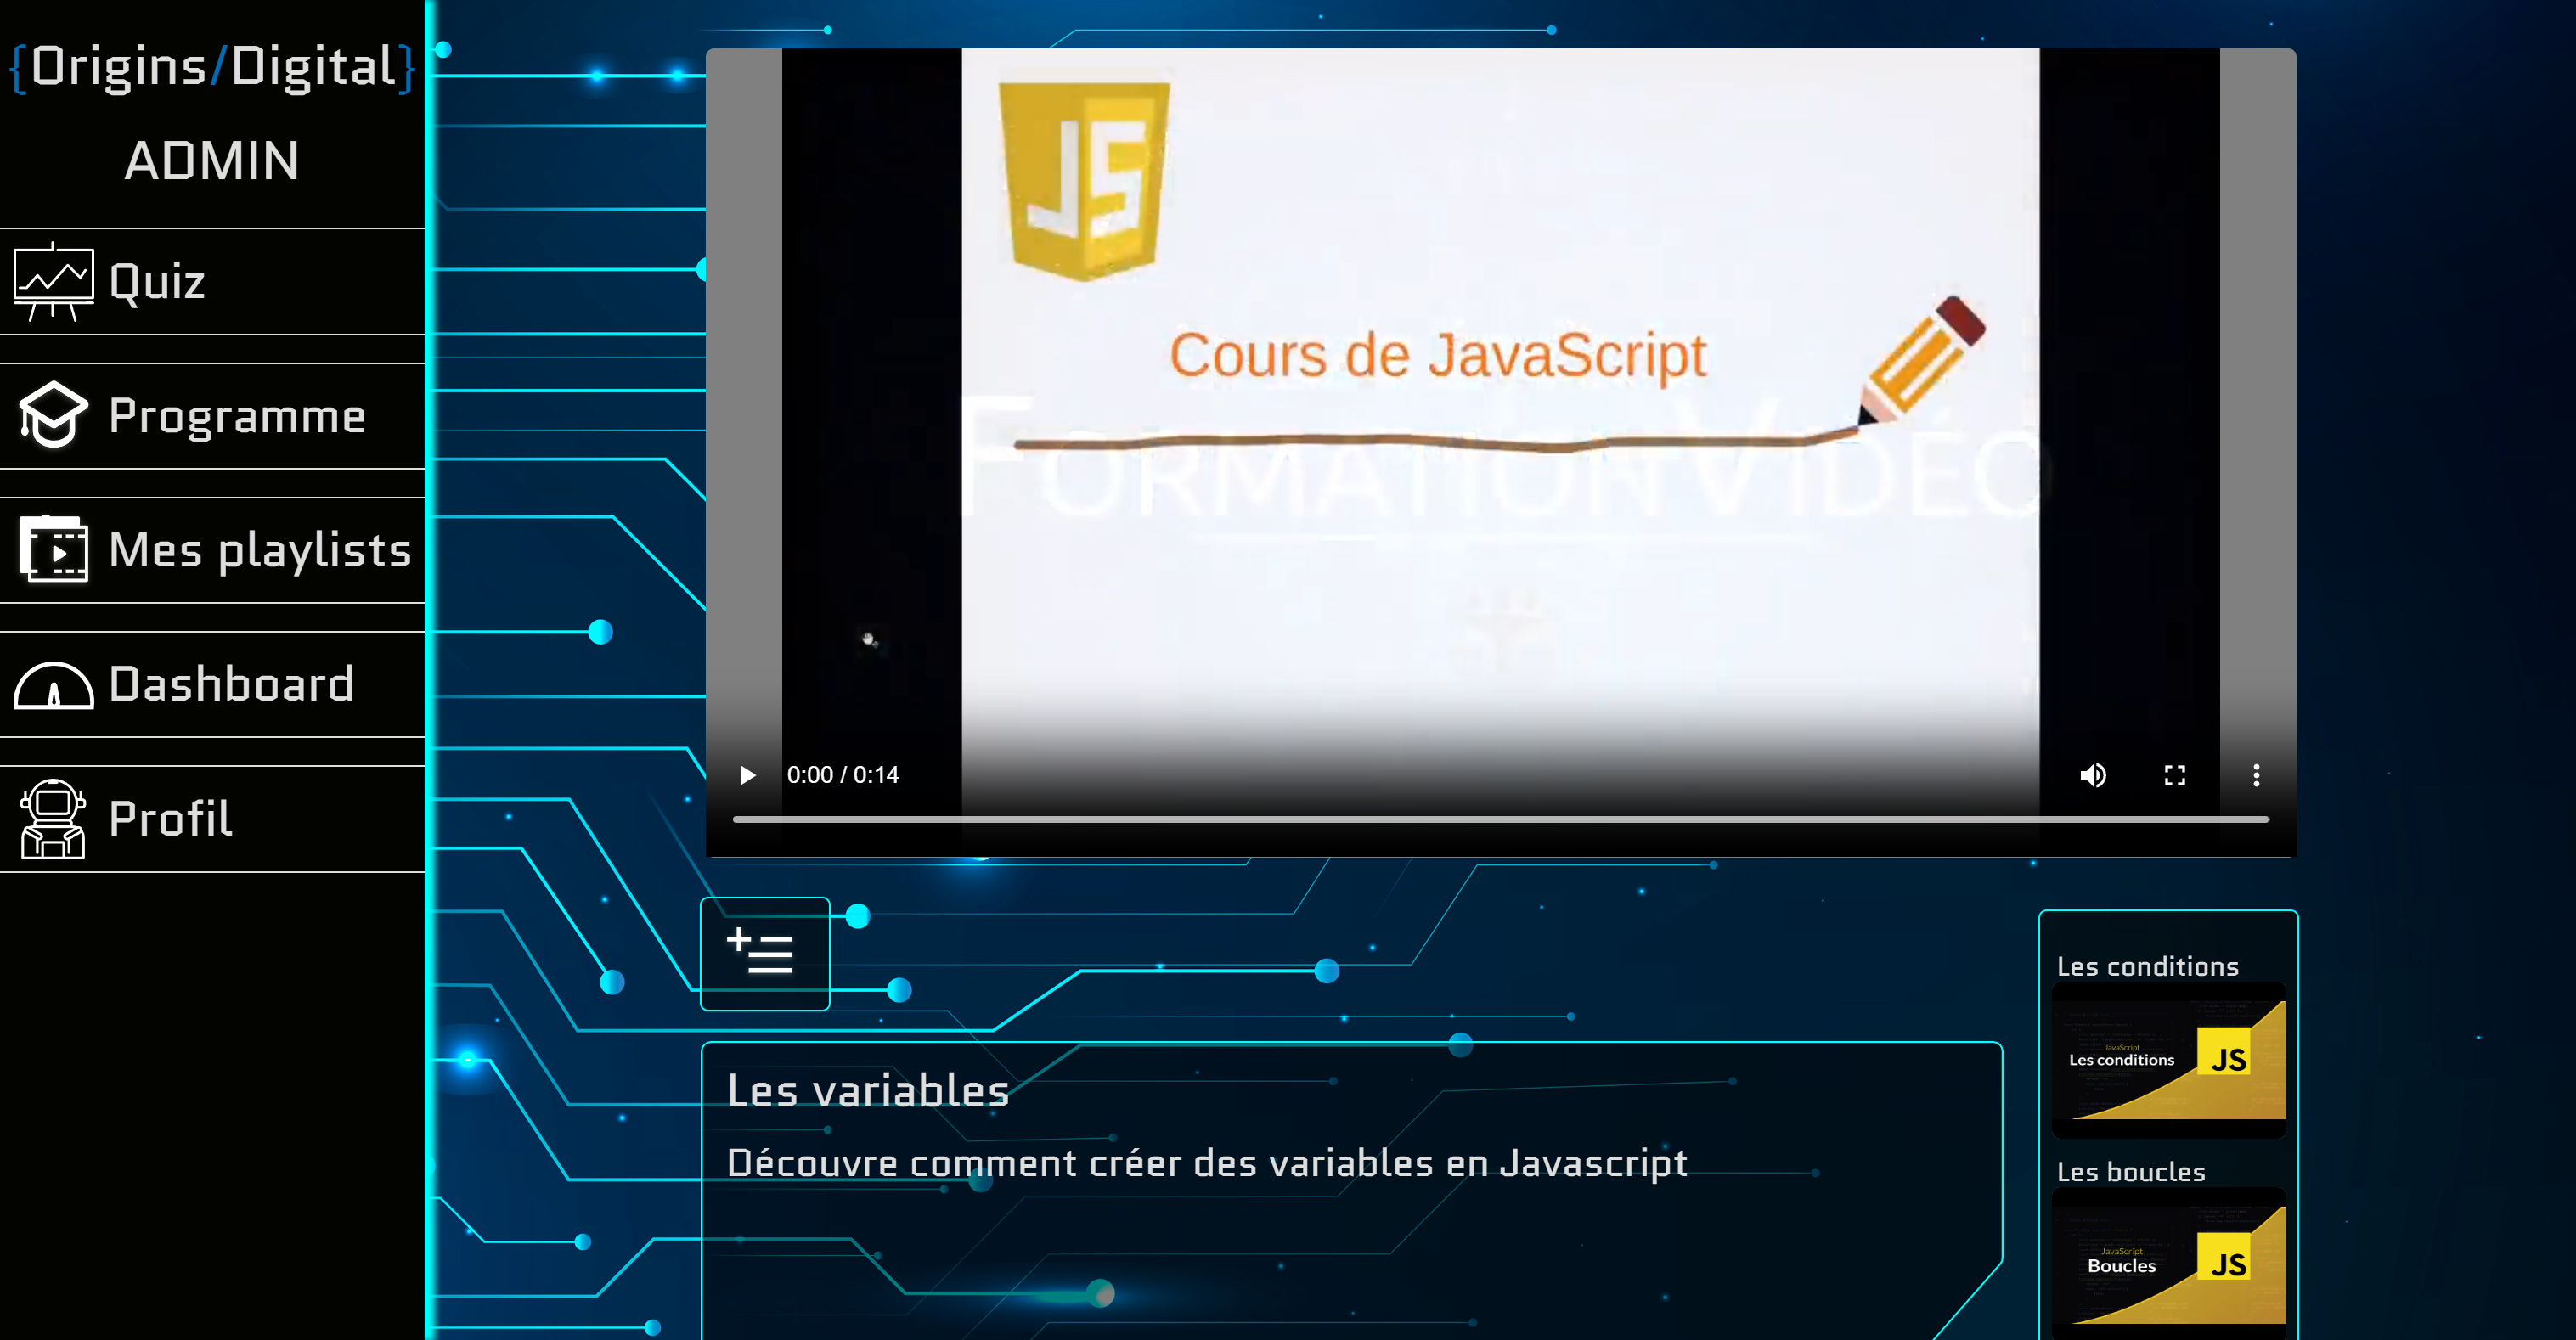 {Origins/Digital}
ADMIN
Quiz
Programme
Mes playlists
Dashboard
Profil
JS
Cours de JavaScript
FORMATIONVIDÉO
0:00 / 0:14
Les variables
Découvre comment créer des variables en Javascript
Les conditions
JavaScript
Les conditions
JS
Les boucles
JavaScript
Boucles
JS